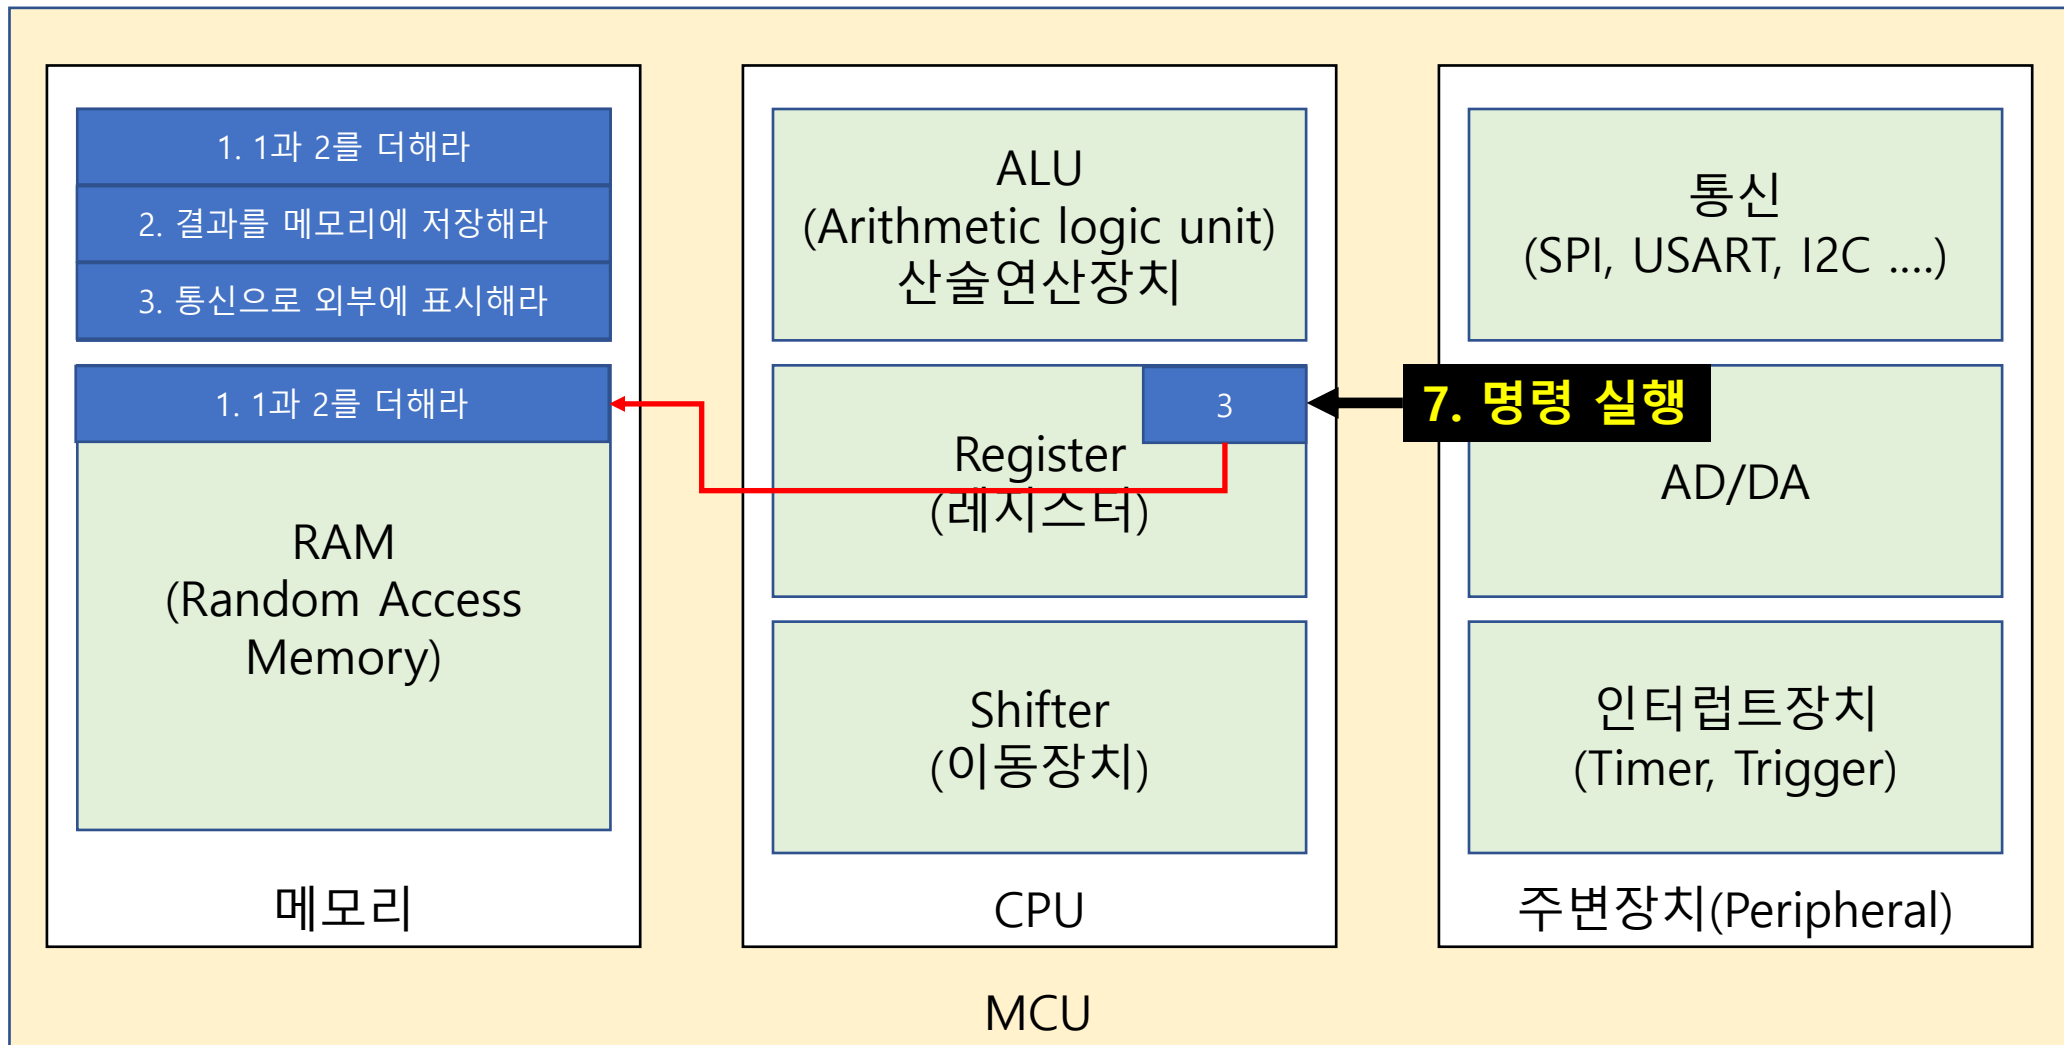 1. 1과 2를 더해라
2. 결과를 메모리에 저장해라
3. 통신으로 외부에 표시해라
1. 1과 2를 더해라
RAM
(Random Access
Memory)
메모리
ALU
(Arithmetic logic unit)
산술연산장치
3
Register
(레지스터)
Shifter
(이동장치)
CPU
통신
(SPI, USART, I2C ....)
7. 명령 실행
AD/DA
인터럽트장치
(Timer, Trigger)
주변장치(Peripheral)
MCU